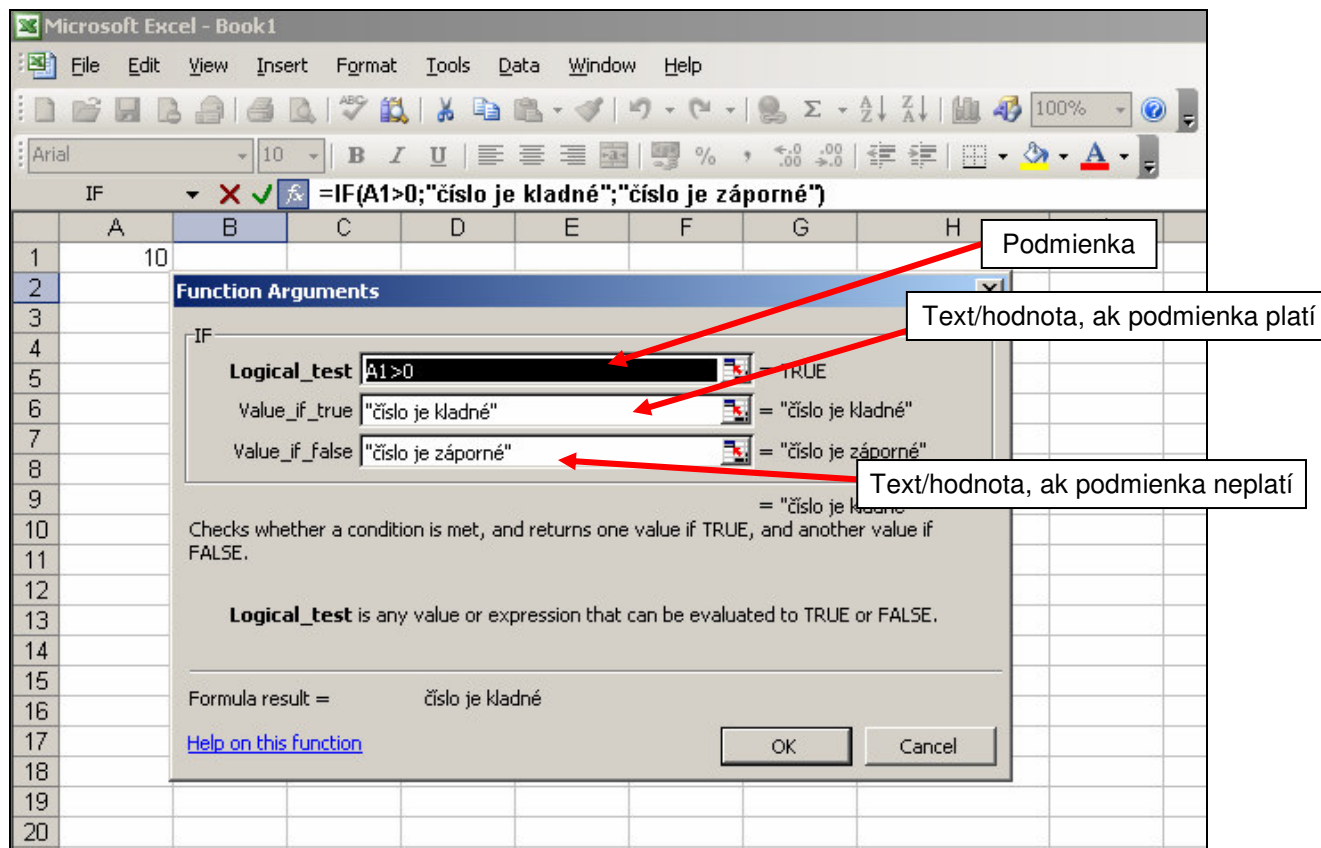 Microsoft Excel - Book1
File Edit View Insert Format Tools Data Window Help
100%
Arial 10 B I U
IF =IF(A1>0;"číslo je kladné";"číslo je záporné")
A B C D E F G H
1 10
Podmienka
2
Function Arguments
3
Text/hodnota, ak podmienka platí
IF
4
5
Logical_test A1>0 = TRUE
6
Value_if_true "číslo je kladné" = "číslo je kladné"
7
Value_if_false "číslo je záporné" = "číslo je záporné"
8
Text/hodnota, ak podmienka neplatí
9
= "číslo je kladné"
10
Checks whether a condition is met, and returns one value if TRUE, and another value if
FALSE.
11
12
13
Logical_test is any value or expression that can be evaluated to TRUE or FALSE.
14
15
Formula result = číslo je kladné
16
17
Help on this function OK Cancel
18
19
20